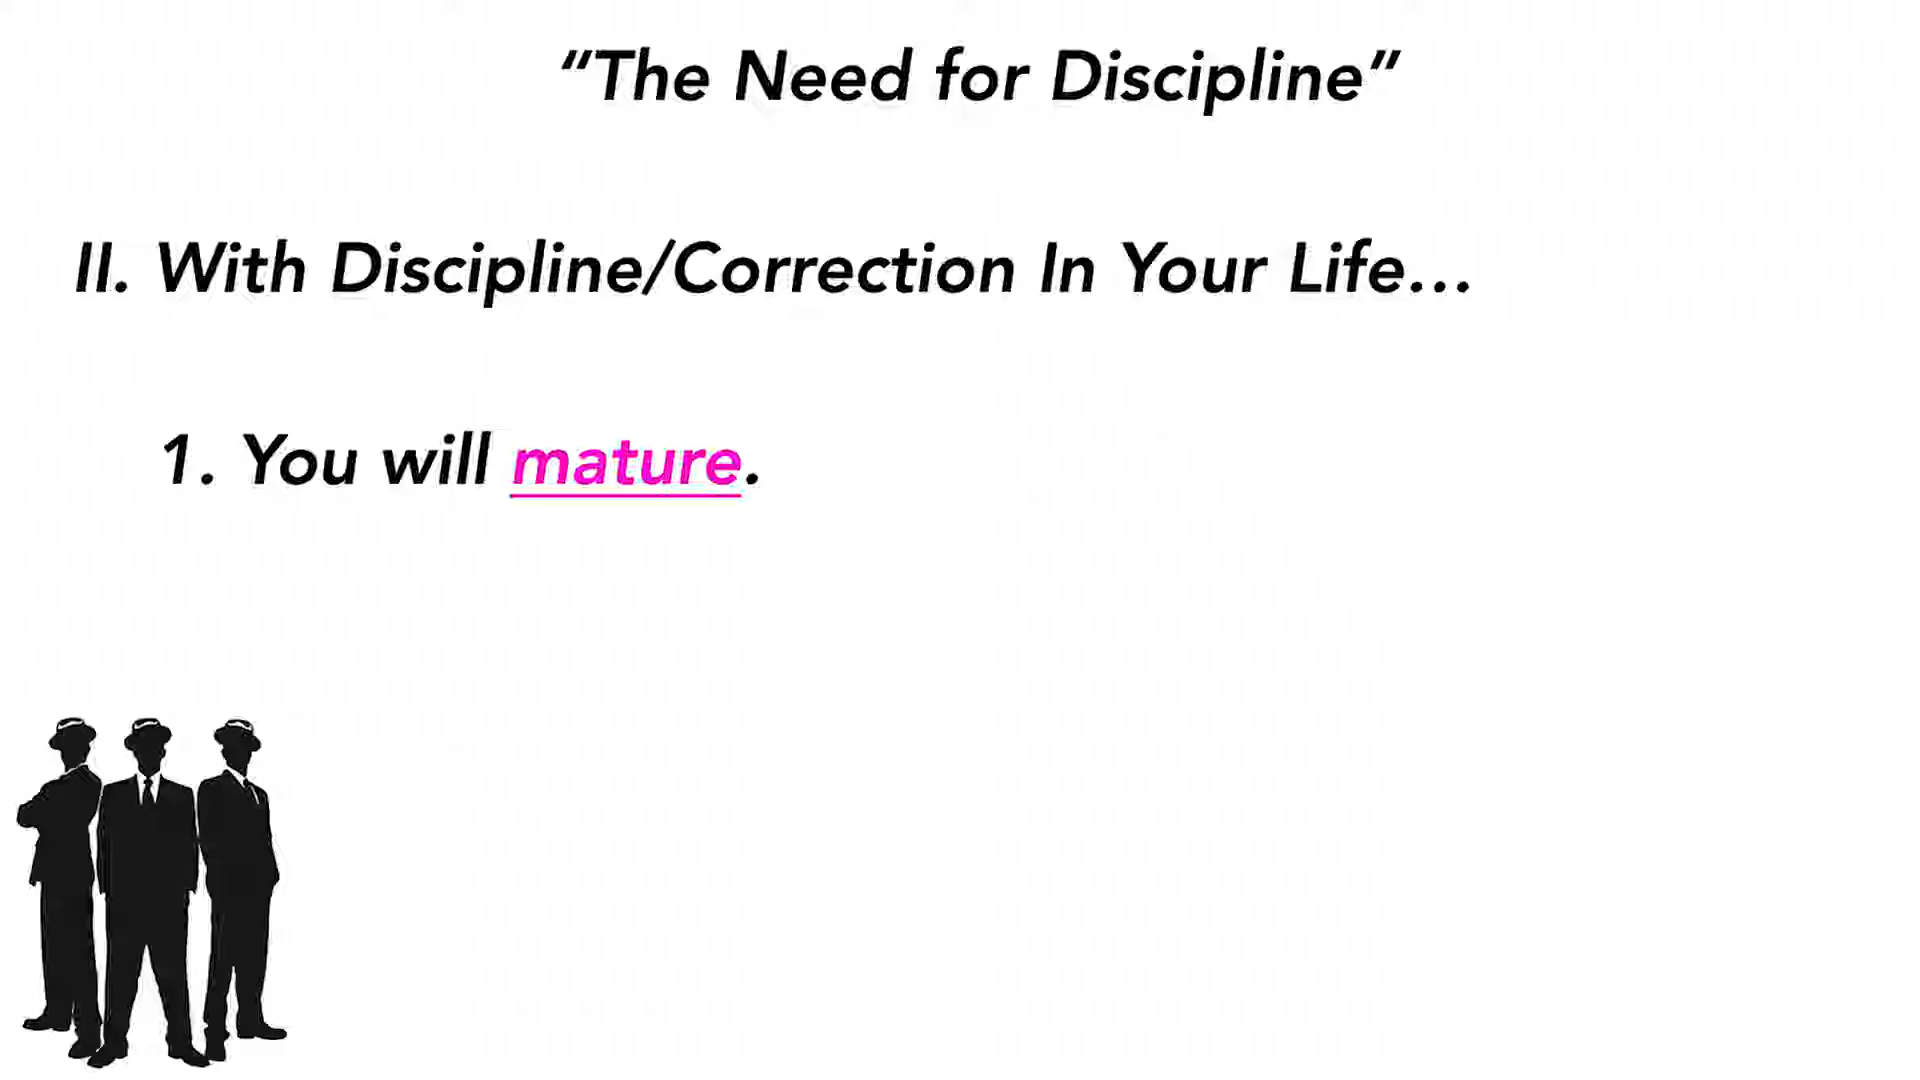 “The Need for Discipline”
II. With Discipline/Correction In Your Life…
1. You will mature.